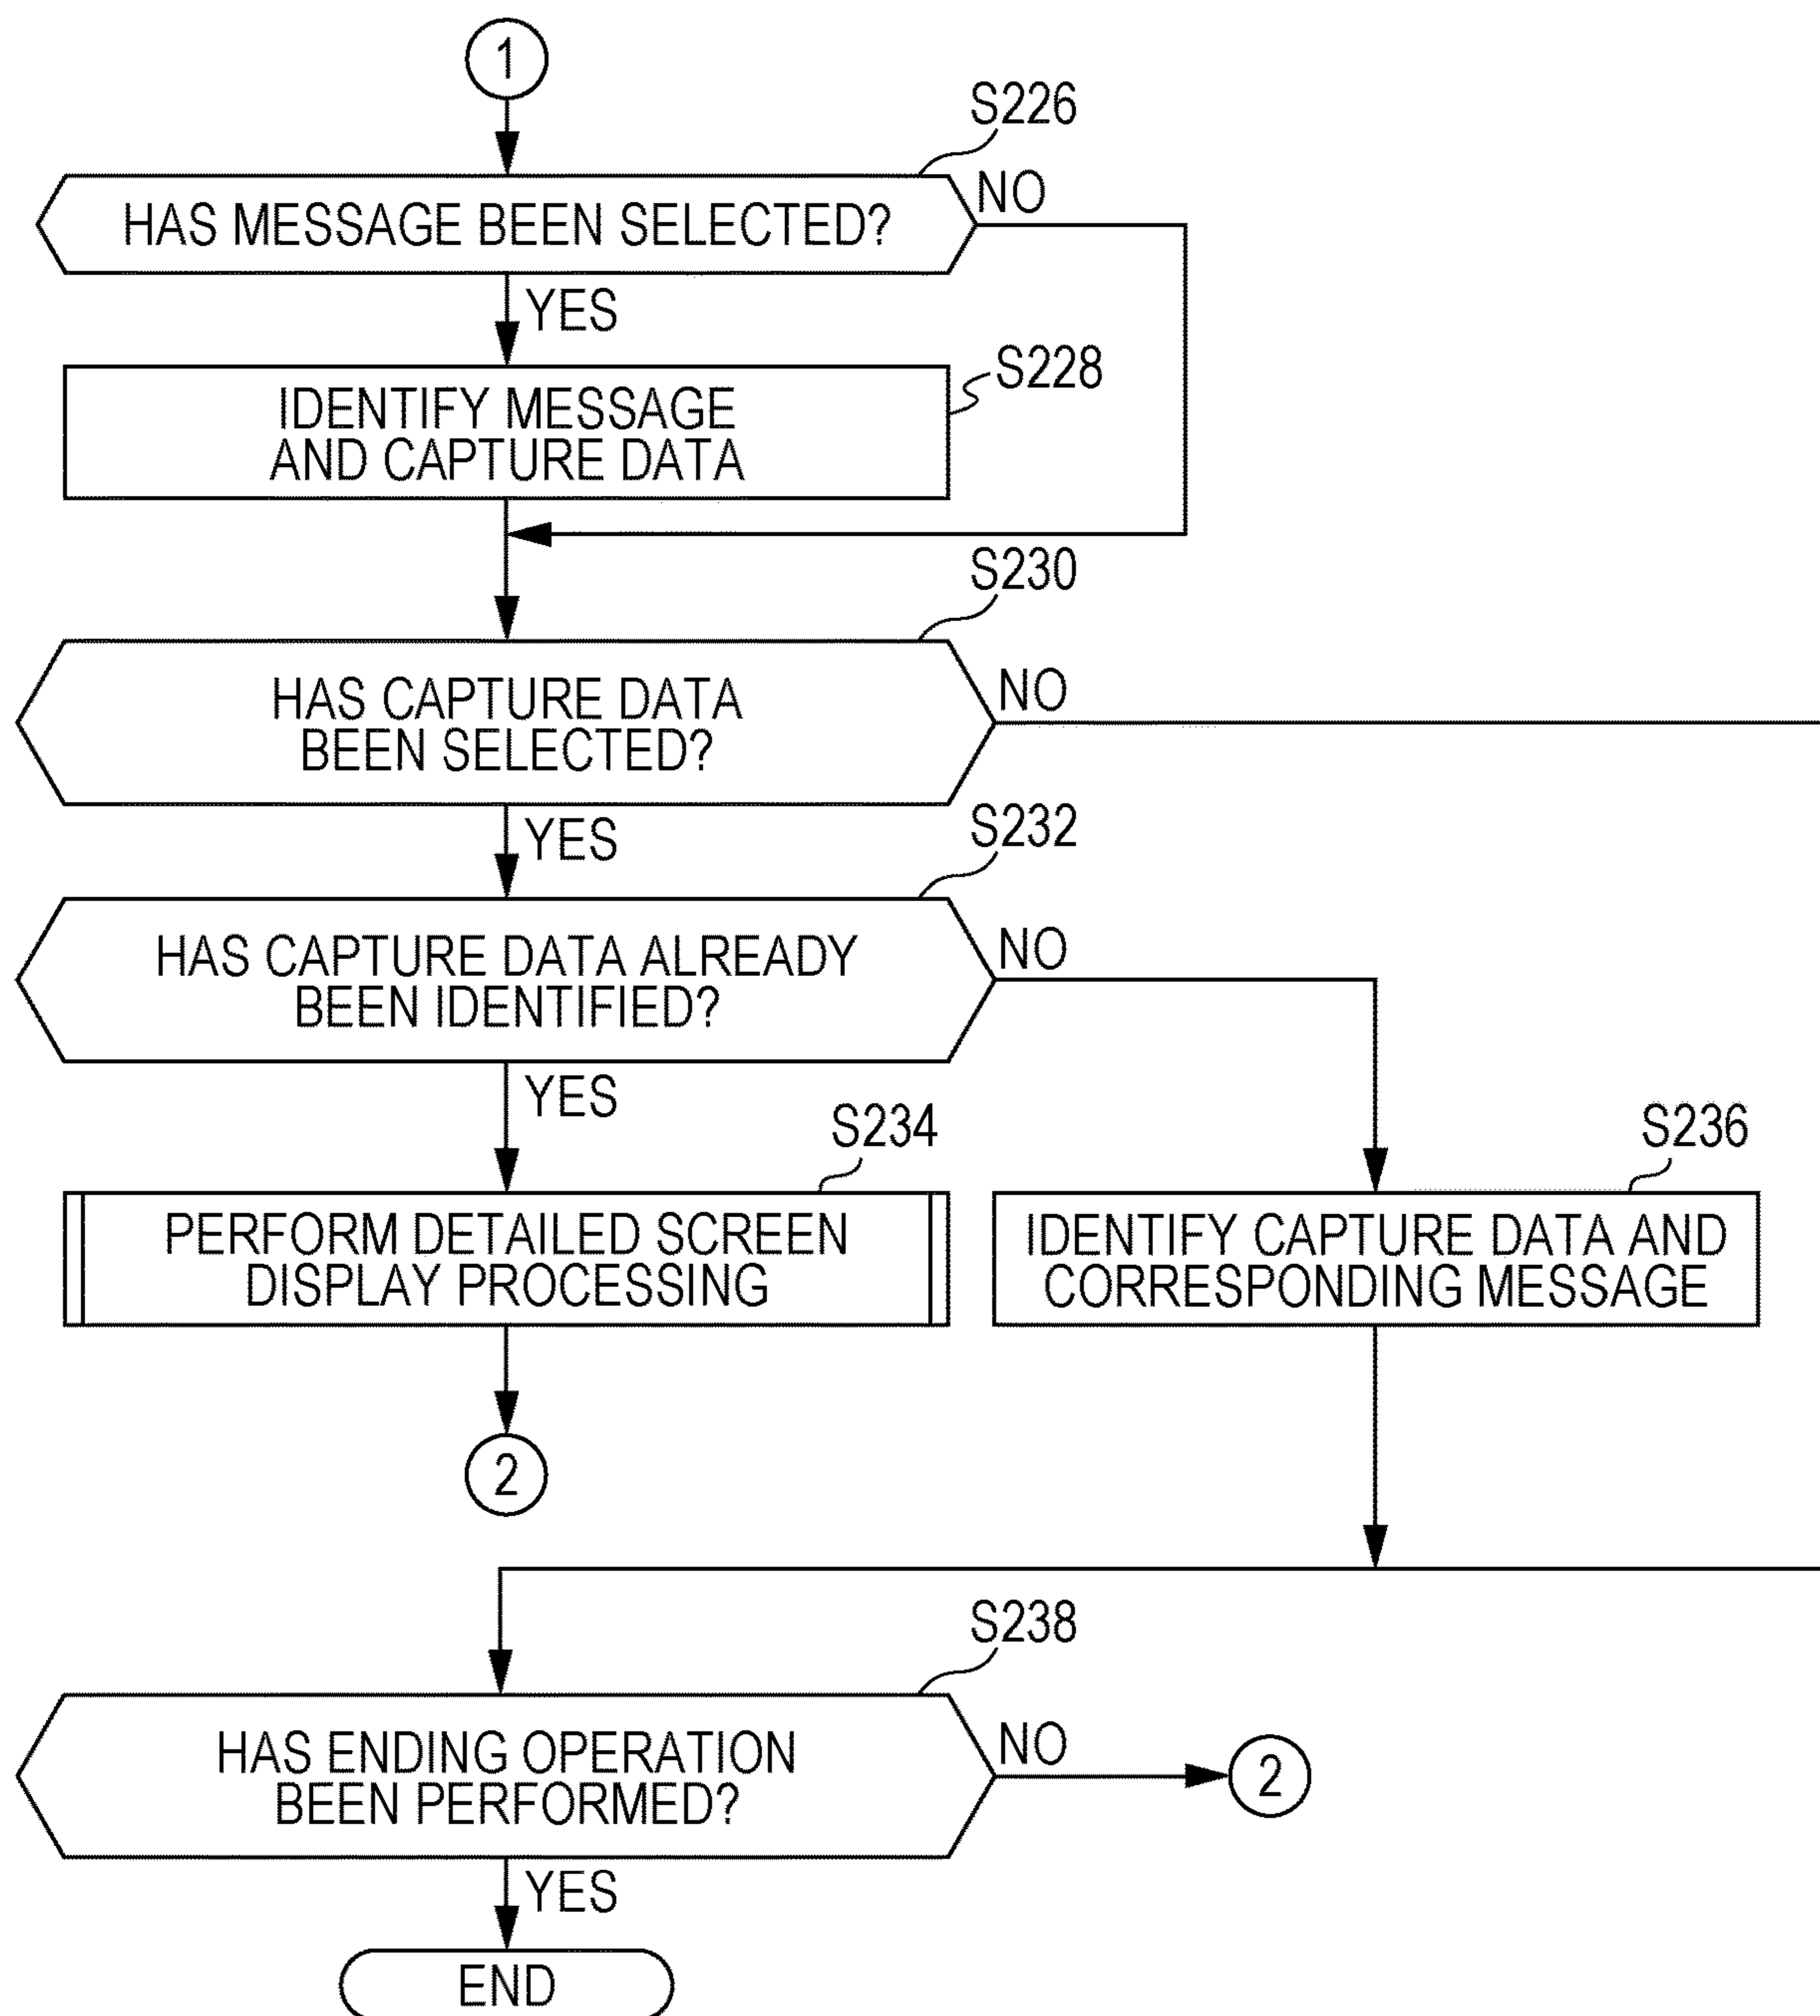 1
S226
HAS MESSAGE BEEN SELECTED?
NO
YES
S228
IDENTIFY MESSAGE
AND CAPTURE DATA
S230
HAS CAPTURE DATA
BEEN SELECTED?
NO
YES
S232
HAS CAPTURE DATA ALREADY
BEEN IDENTIFIED?
NO
YES
S234
PERFORM DETAILED SCREEN
DISPLAY PROCESSING
S236
IDENTIFY CAPTURE DATA AND
CORRESPONDING MESSAGE
2
S238
HAS ENDING OPERATION
BEEN PERFORMED?
NO
2
YES
END